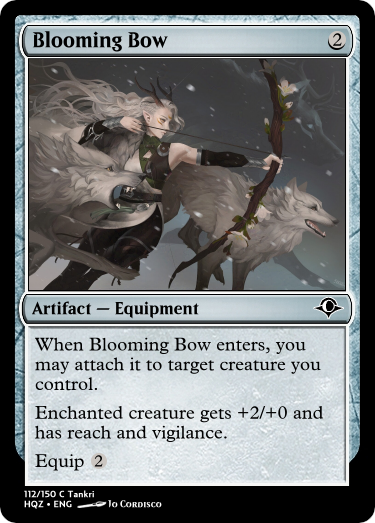 Blooming Bow 2
Artifact — Equipment
When Blooming Bow enters, you
may attach it to target creature you
control.
Enchanted creature gets +2/+0 and
has reach and vigilance.
Equip 2
112/150 C Tankri
HQZ • ENG Jo Cordisco